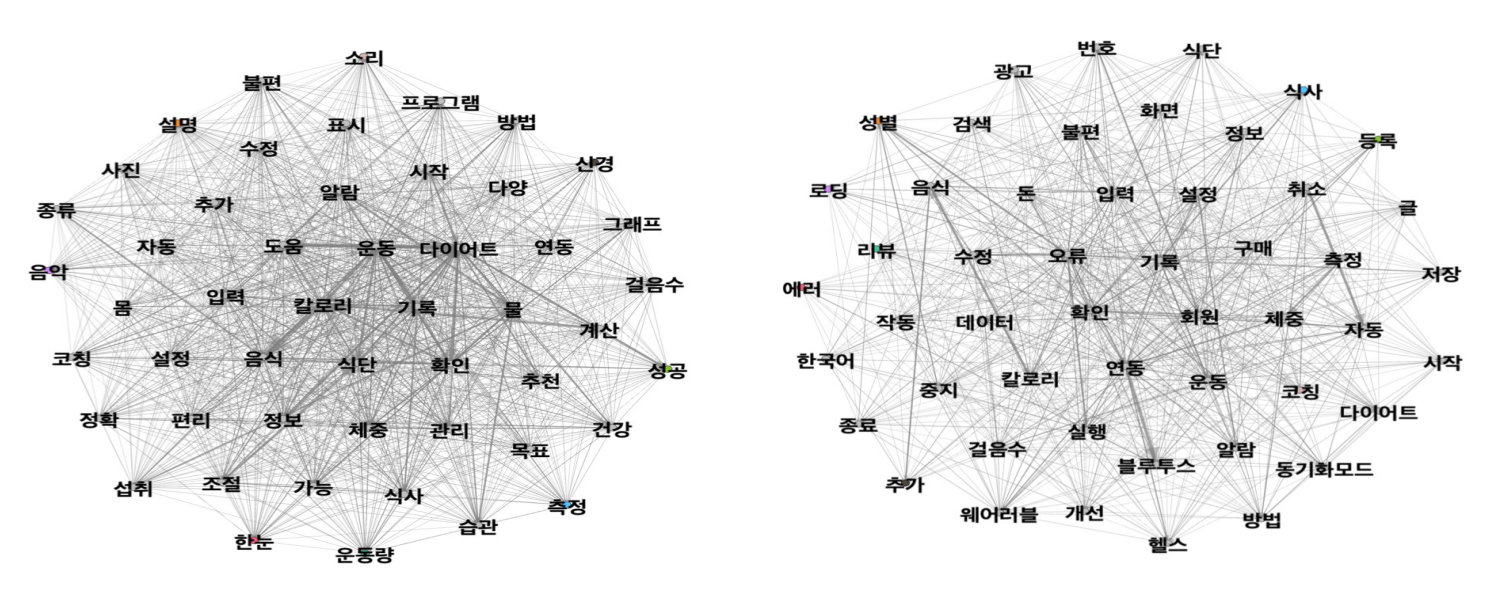 소리
불편
프로그램
설명
표시
방법
수정
신경
사진
시작
다양
종류
추가
알람
그래프
자동
도움
운동
다이어트
연동
음악
걸음수
몸
입력
칼로리
기록
물
계산
코칭
설정
음식
식단
확인
추천
성공
정확
편리
정보
체중
관리
건강
목표
섭취
조절
가능
식사
측정
습관
한눈
운동량
번호
식단
광고
식사
성별
검색
화면
불편
정보
등록
로딩
음식
돈
입력
설정
취소
글
리뷰
수정
오류
기록
구매
측정
저장
에러
작동
데이터
확인
회원
체중
자동
한국어
중지
칼로리
연동
운동
코칭
시작
다이어트
종료
걸음수
실행
블루투스
알람
동기화모드
추가
웨어러블
개선
방법
헬스